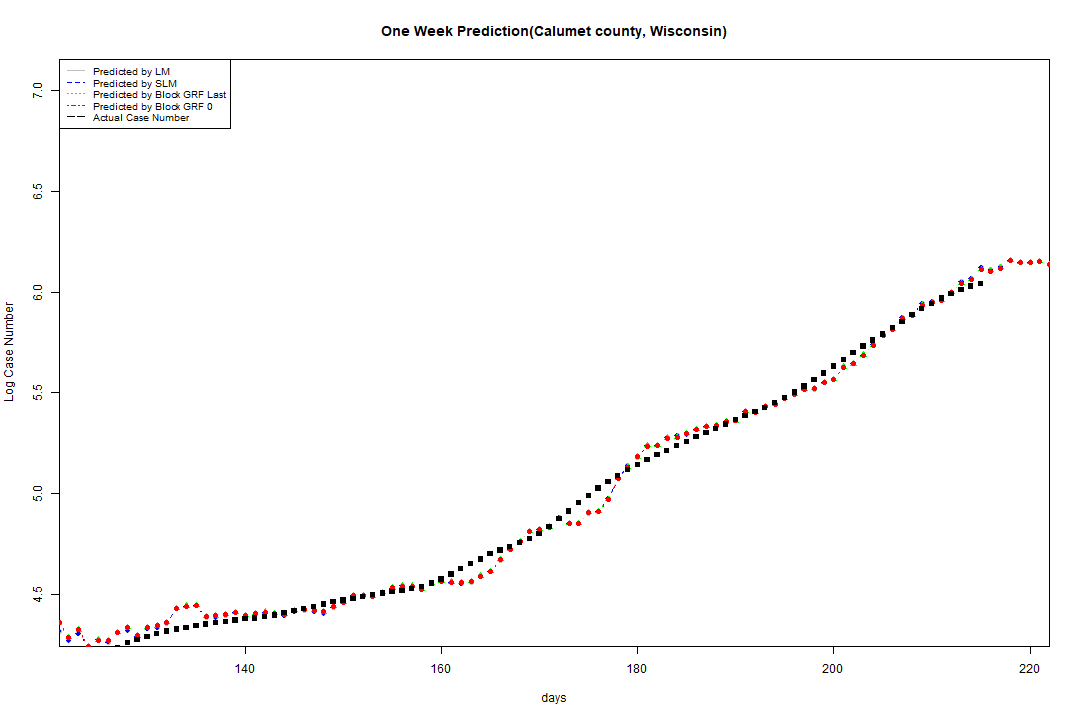 One Week Prediction(Calumet county, Wisconsin)
Predicted by LM
Predicted by SLM
Predicted by Block GRF Last
Predicted by Block GRF 0
Actual Case Number
7.0
6.5
6.0
5.5
5.0
4.5
Log Case Number
140 160 180 200 220
days